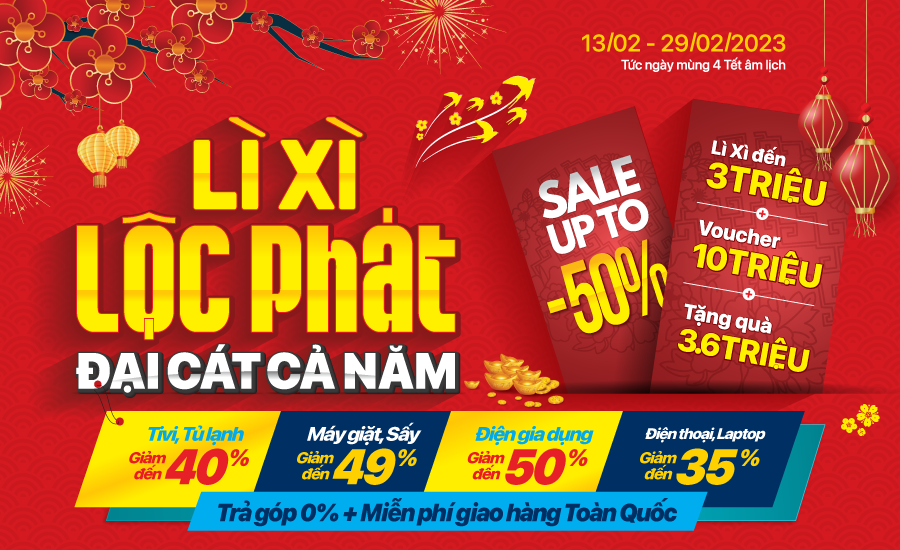 13/02 - 29/02/2023
Tức ngày mùng 4 Tết âm lịch
LÌ XÌ
LỘC PHÁT
ĐẠI CÁT CẢ NĂM
SALE
UP TO
-50%
Lì Xì đến
3TRIỆU
Voucher
10TRIỆU
Tặng quà
3.6TRIỆU
Tivi, Tủ lạnh
Giảm đến 40%
Máy giặt, Sấy
Giảm đến 49%
Điện gia dụng
Giảm đến 50%
Điện thoại, Laptop
Giảm đến 35%
Trả góp 0% + Miễn phí giao hàng Toàn Quốc